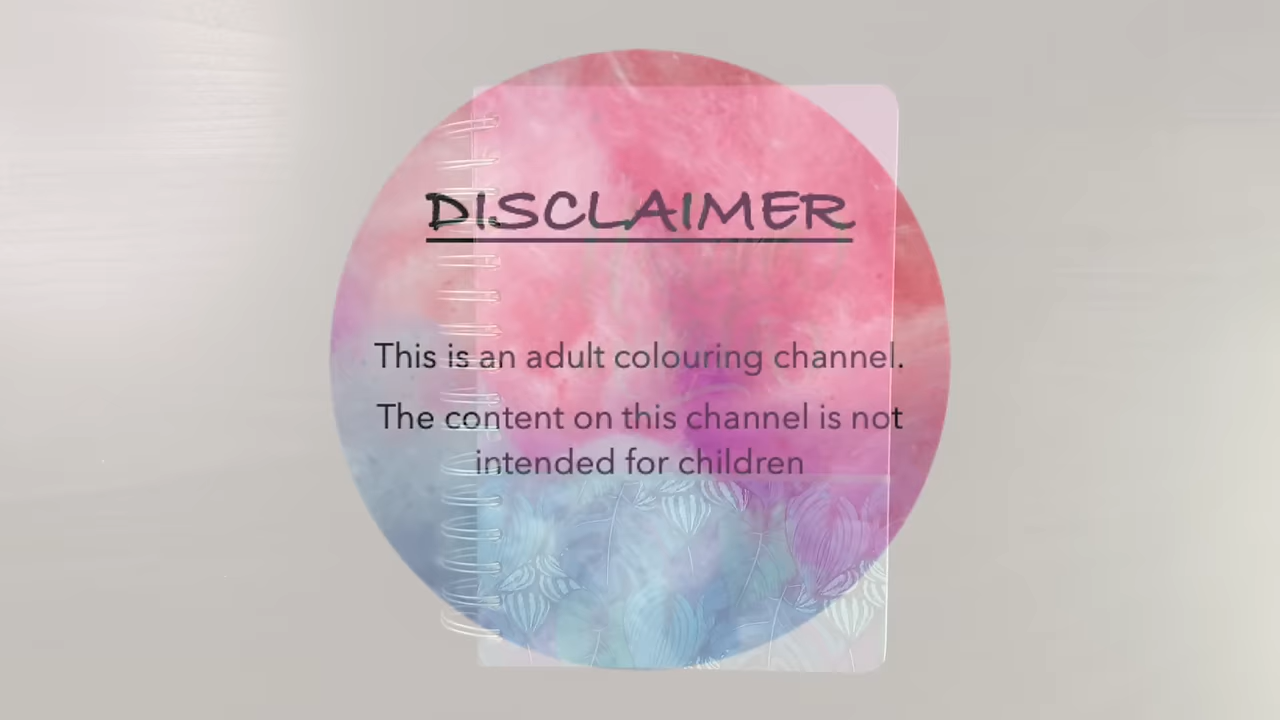 DISCLAIMER
This is an adult colouring channel.
The content on this channel is not
intended for children